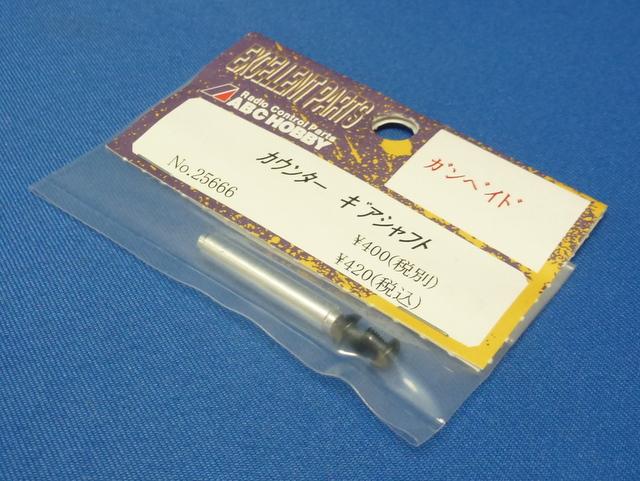 EXCELLENT PARTS
Radio Control Parts
ABC HOBBY
ガンベイド
カウンター ギアシャフト
No.25666
¥400(税別)
¥420(税込)